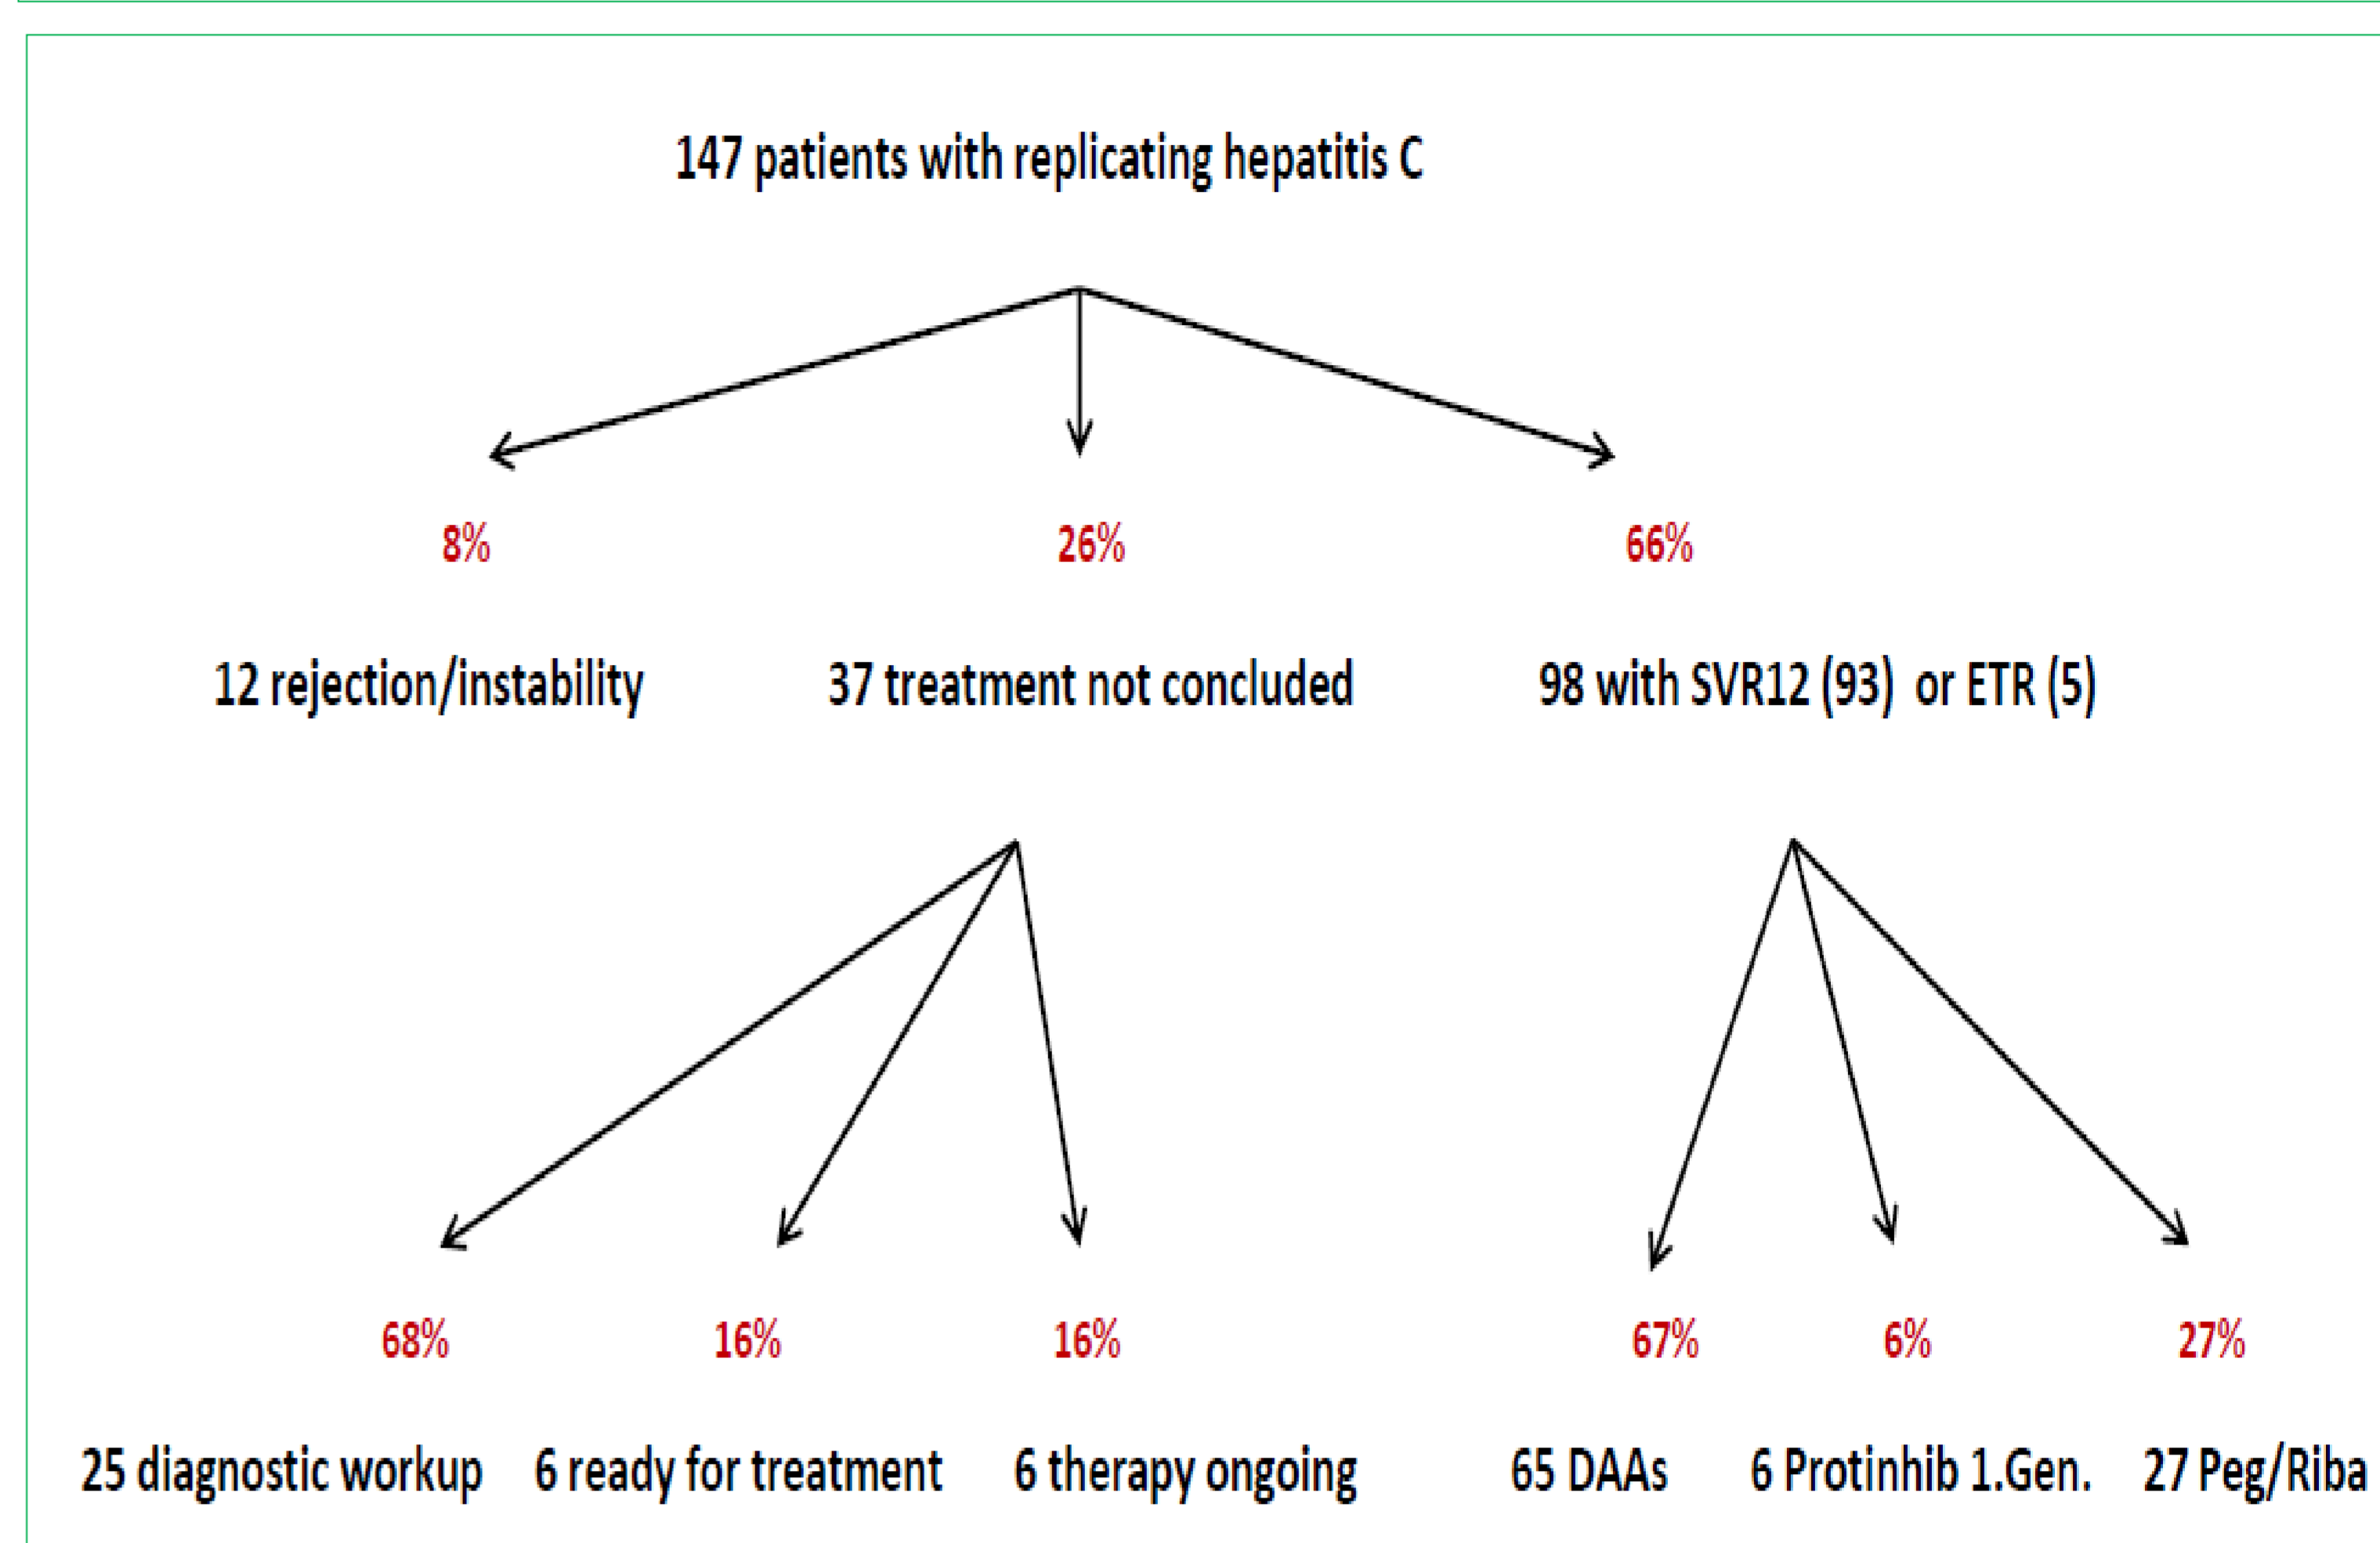 147 patients with replicating hepatitis C
8% 26% 66%
12 rejection/instability 37 treatment not concluded 98 with SVR12 (93) or ETR (5)
68% 16% 16% 67% 6% 27%
25 diagnostic workup 6 ready for treatment 6 therapy ongoing 65 DAAs 6 Protinhib 1.Gen. 27 Peg/Riba